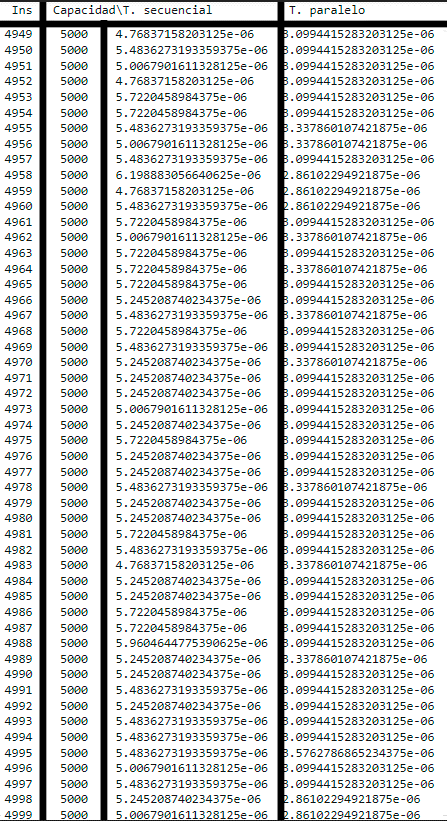 Ins Capacidad\T. secuencial T. paralelo
4949 5000 4.76837158203125e-06 3.0994415283203125e-06
4950 5000 5.4836273193359375e-06 3.0994415283203125e-06
4951 5000 5.0067901611328125e-06 3.0994415283203125e-06
4952 5000 4.76837158203125e-06 3.0994415283203125e-06
4953 5000 5.7220458984375e-06 3.0994415283203125e-06
4954 5000 5.7220458984375e-06 3.0994415283203125e-06
4955 5000 5.4836273193359375e-06 3.337860107421875e-06
4956 5000 5.0067901611328125e-06 3.337860107421875e-06
4957 5000 5.4836273193359375e-06 3.0994415283203125e-06
4958 5000 6.198883056640625e-06 2.86102294921875e-06
4959 5000 4.76837158203125e-06 2.86102294921875e-06
4960 5000 5.4836273193359375e-06 2.86102294921875e-06
4961 5000 5.7220458984375e-06 3.0994415283203125e-06
4962 5000 5.0067901611328125e-06 3.337860107421875e-06
4963 5000 5.7220458984375e-06 3.0994415283203125e-06
4964 5000 5.7220458984375e-06 3.337860107421875e-06
4965 5000 5.7220458984375e-06 3.0994415283203125e-06
4966 5000 5.245208740234375e-06 3.0994415283203125e-06
4967 5000 5.4836273193359375e-06 3.337860107421875e-06
4968 5000 5.7220458984375e-06 3.0994415283203125e-06
4969 5000 5.4836273193359375e-06 3.0994415283203125e-06
4970 5000 5.245208740234375e-06 3.337860107421875e-06
4971 5000 5.245208740234375e-06 3.0994415283203125e-06
4972 5000 5.245208740234375e-06 3.0994415283203125e-06
4973 5000 5.0067901611328125e-06 3.0994415283203125e-06
4974 5000 5.245208740234375e-06 3.0994415283203125e-06
4975 5000 5.7220458984375e-06 3.0994415283203125e-06
4976 5000 5.245208740234375e-06 3.0994415283203125e-06
4977 5000 5.245208740234375e-06 3.0994415283203125e-06
4978 5000 5.4836273193359375e-06 3.337860107421875e-06
4979 5000 5.245208740234375e-06 3.0994415283203125e-06
4980 5000 5.245208740234375e-06 3.0994415283203125e-06
4981 5000 5.7220458984375e-06 3.0994415283203125e-06
4982 5000 5.4836273193359375e-06 3.0994415283203125e-06
4983 5000 4.76837158203125e-06 3.337860107421875e-06
4984 5000 5.245208740234375e-06 3.0994415283203125e-06
4985 5000 5.245208740234375e-06 3.0994415283203125e-06
4986 5000 5.7220458984375e-06 3.0994415283203125e-06
4987 5000 5.7220458984375e-06 3.0994415283203125e-06
4988 5000 5.9604644775390625e-06 3.0994415283203125e-06
4989 5000 5.245208740234375e-06 3.337860107421875e-06
4990 5000 5.245208740234375e-06 3.0994415283203125e-06
4991 5000 5.4836273193359375e-06 3.0994415283203125e-06
4992 5000 5.245208740234375e-06 3.0994415283203125e-06
4993 5000 5.4836273193359375e-06 3.0994415283203125e-06
4994 5000 5.4836273193359375e-06 3.0994415283203125e-06
4995 5000 5.4836273193359375e-06 3.5762786865234375e-06
4996 5000 5.0067901611328125e-06 3.0994415283203125e-06
4997 5000 5.4836273193359375e-06 3.0994415283203125e-06
4998 5000 5.245208740234375e-06 2.86102294921875e-06
4999 5000 5.0067901611328125e-06 2.86102294921875e-06